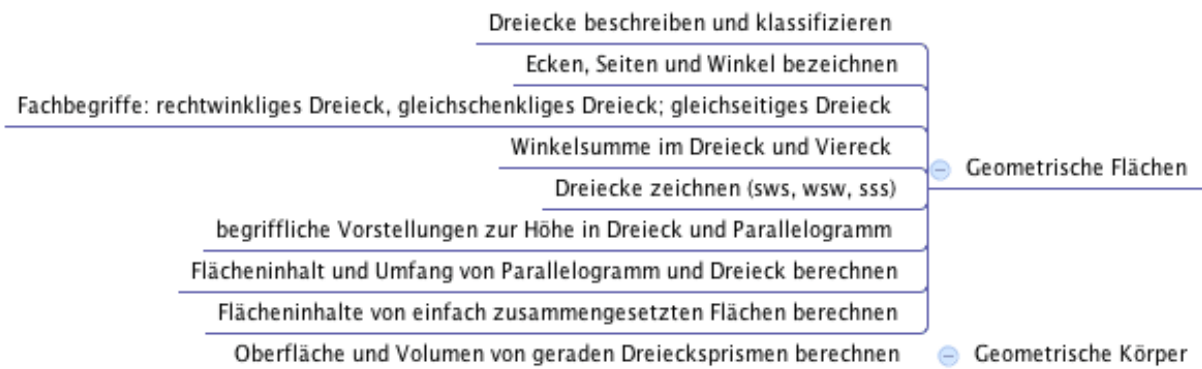 Dreiecke beschreiben und klassifizieren
Ecken, Seiten und Winkel bezeichnen
Fachbegriffe: rechtwinkliges Dreieck, gleichschenkliges Dreieck; gleichseitiges Dreieck
Winkelsumme im Dreieck und Viereck
Geometrische Flächen
Dreiecke zeichnen (sws, wsw, sss)
begriffliche Vorstellungen zur Höhe in Dreieck und Parallelogramm
Flächeninhalt und Umfang von Parallelogramm und Dreieck berechnen
Flächeninhalte von einfach zusammengesetzten Flächen berechnen
Oberfläche und Volumen von geraden Dreiecksprismen berechnen
Geometrische Körper